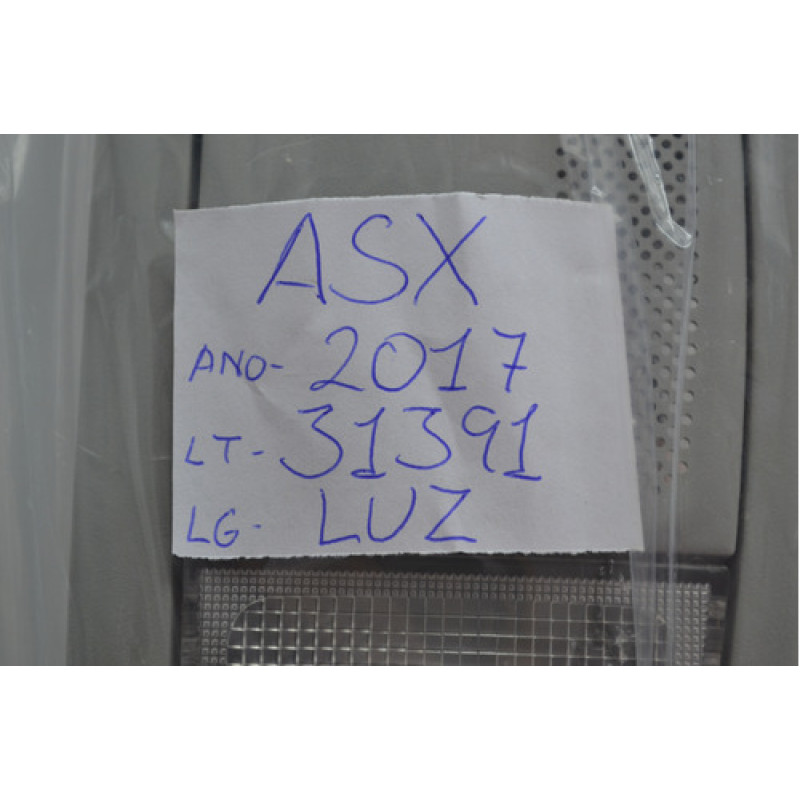 ASX
ANO- 2017
LT- 31391
LG- LUZ